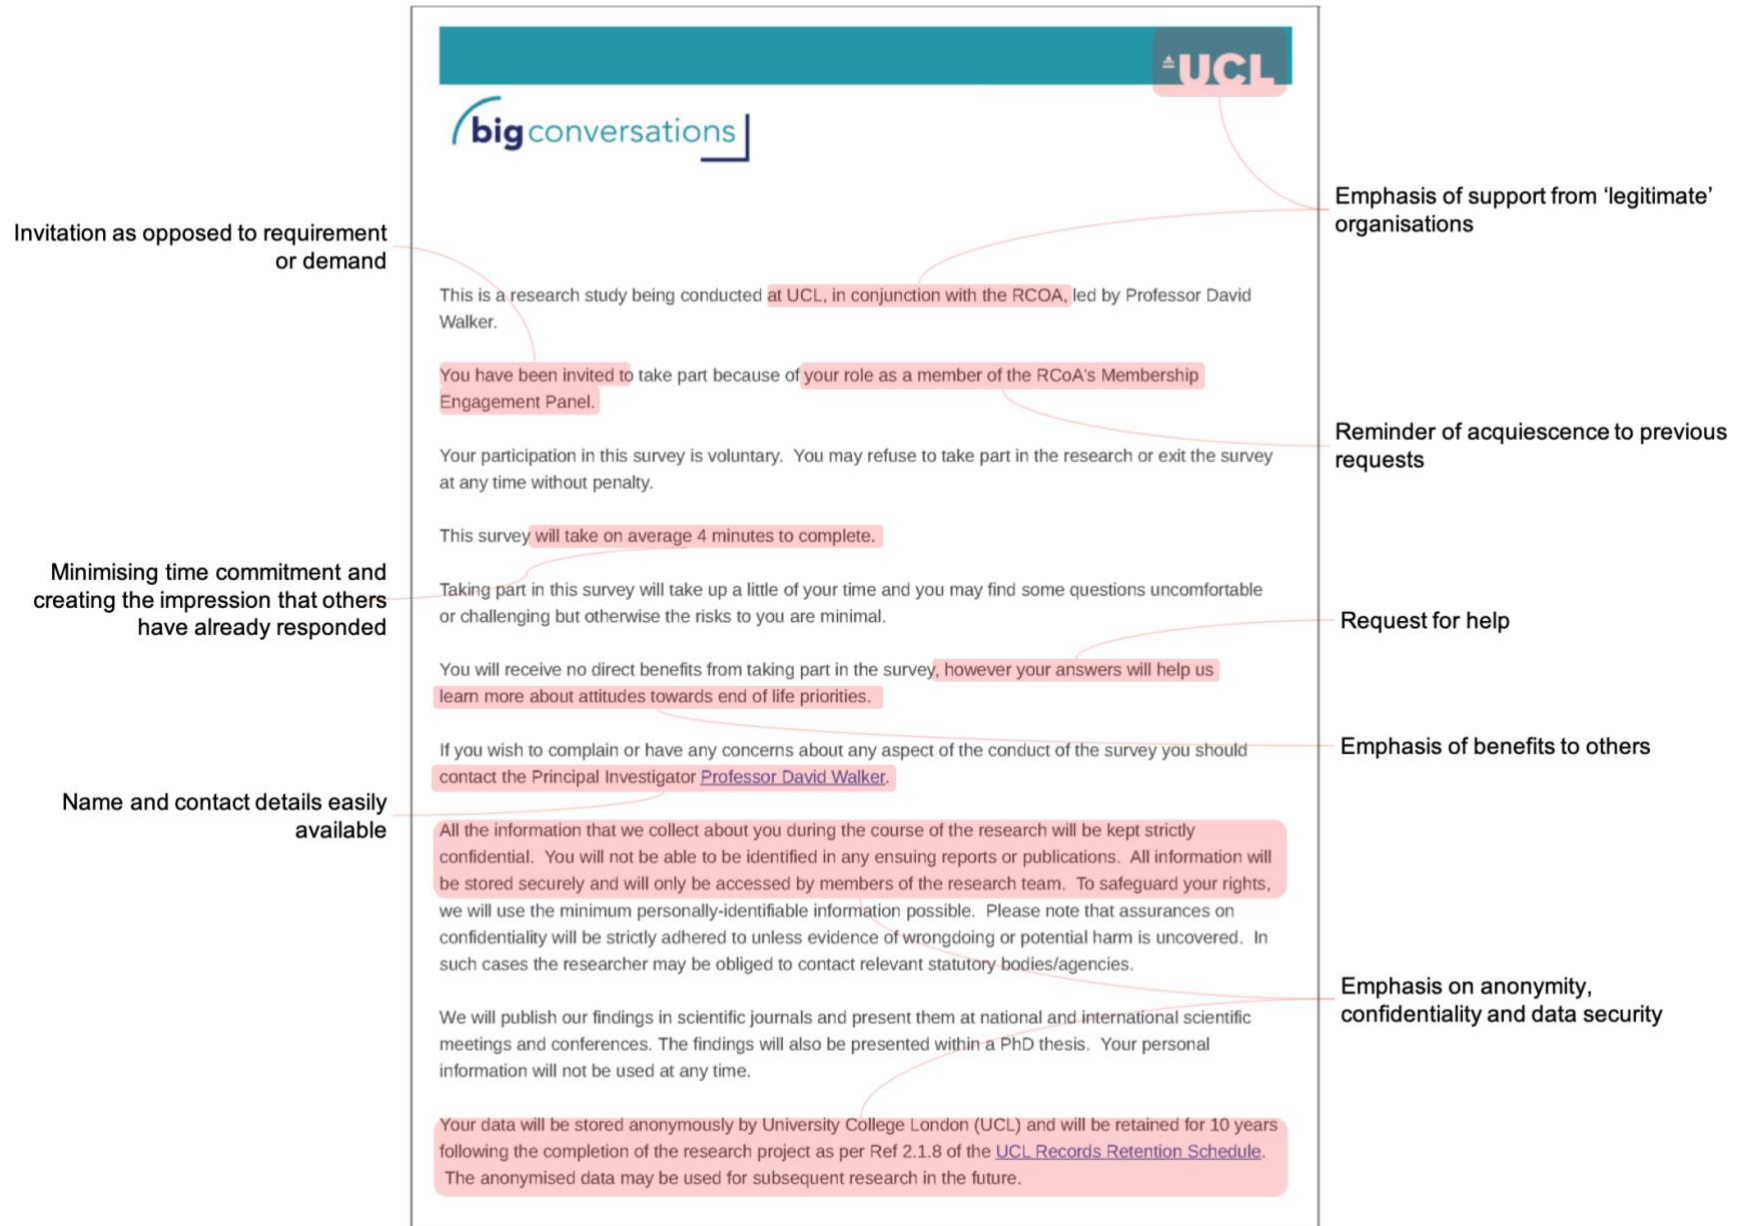 UCL
bigconversations
Emphasis of support from ‘legitimate’
organisations
Invitation as opposed to requirement
or demand
This is a research study being conducted at UCL, in conjunction with the RCOA, led by Professor David
Walker.
You have been invited to take part because of your role as a member of the RCoA's Membership
Engagement Panel.
Reminder of acquiescence to previous
requests
Your participation in this survey is voluntary.  You may refuse to take part in the research or exit the survey
at any time without penalty.
This survey will take on average 4 minutes to complete.
Minimising time commitment and
creating the impression that others
have already responded
Taking part in this survey will take up a little of your time and you may find some questions uncomfortable
or challenging but otherwise the risks to you are minimal.
Request for help
You will receive no direct benefits from taking part in the survey, however your answers will help us
learn more about attitudes towards end of life priorities.
Emphasis of benefits to others
If you wish to complain or have any concerns about any aspect of the conduct of the survey you should
contact the Principal Investigator Professor David Walker.
Name and contact details easily
available
All the information that we collect about you during the course of the research will be kept strictly
confidential.  You will not be able to be identified in any ensuing reports or publications.  All information will
be stored securely and will only be accessed by members of the research team.  To safeguard your rights,
we will use the minimum personally-identifiable information possible.  Please note that assurances on
confidentiality will be strictly adhered to unless evidence of wrongdoing or potential harm is uncovered.  In
such cases the researcher may be obliged to contact relevant statutory bodies/agencies.
Emphasis on anonymity,
confidentiality and data security
We will publish our findings in scientific journals and present them at national and international scientific
meetings and conferences. The findings will also be presented within a PhD thesis.  Your personal
information will not be used at any time.
Your data will be stored anonymously by University College London (UCL) and will be retained for 10 years
following the completion of the research project as per Ref 2.1.8 of the UCL Records Retention Schedule.
The anonymised data may be used for subsequent research in the future.